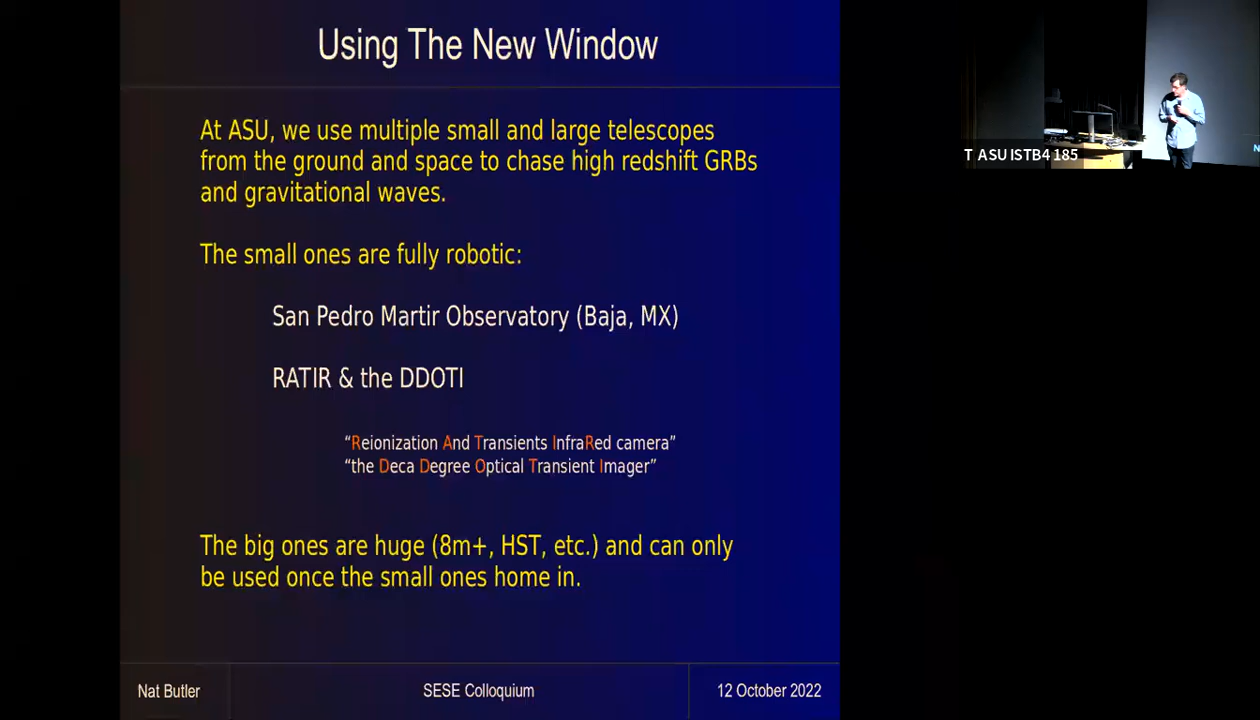 Using The New Window
At ASU, we use multiple small and large telescopes
from the ground and space to chase high redshift GRBs
and gravitational waves.
The small ones are fully robotic:
San Pedro Martir Observatory (Baja, MX)
RATIR & the DDOTI
“Reionization And Transients InfraRed camera”
“the Deca Degree Optical Transient Imager”
The big ones are huge (8m+, HST, etc.) and can only
be used once the small ones home in.
Nat Butler
SESE Colloquium
12 October 2022
T ASU ISTB4 185